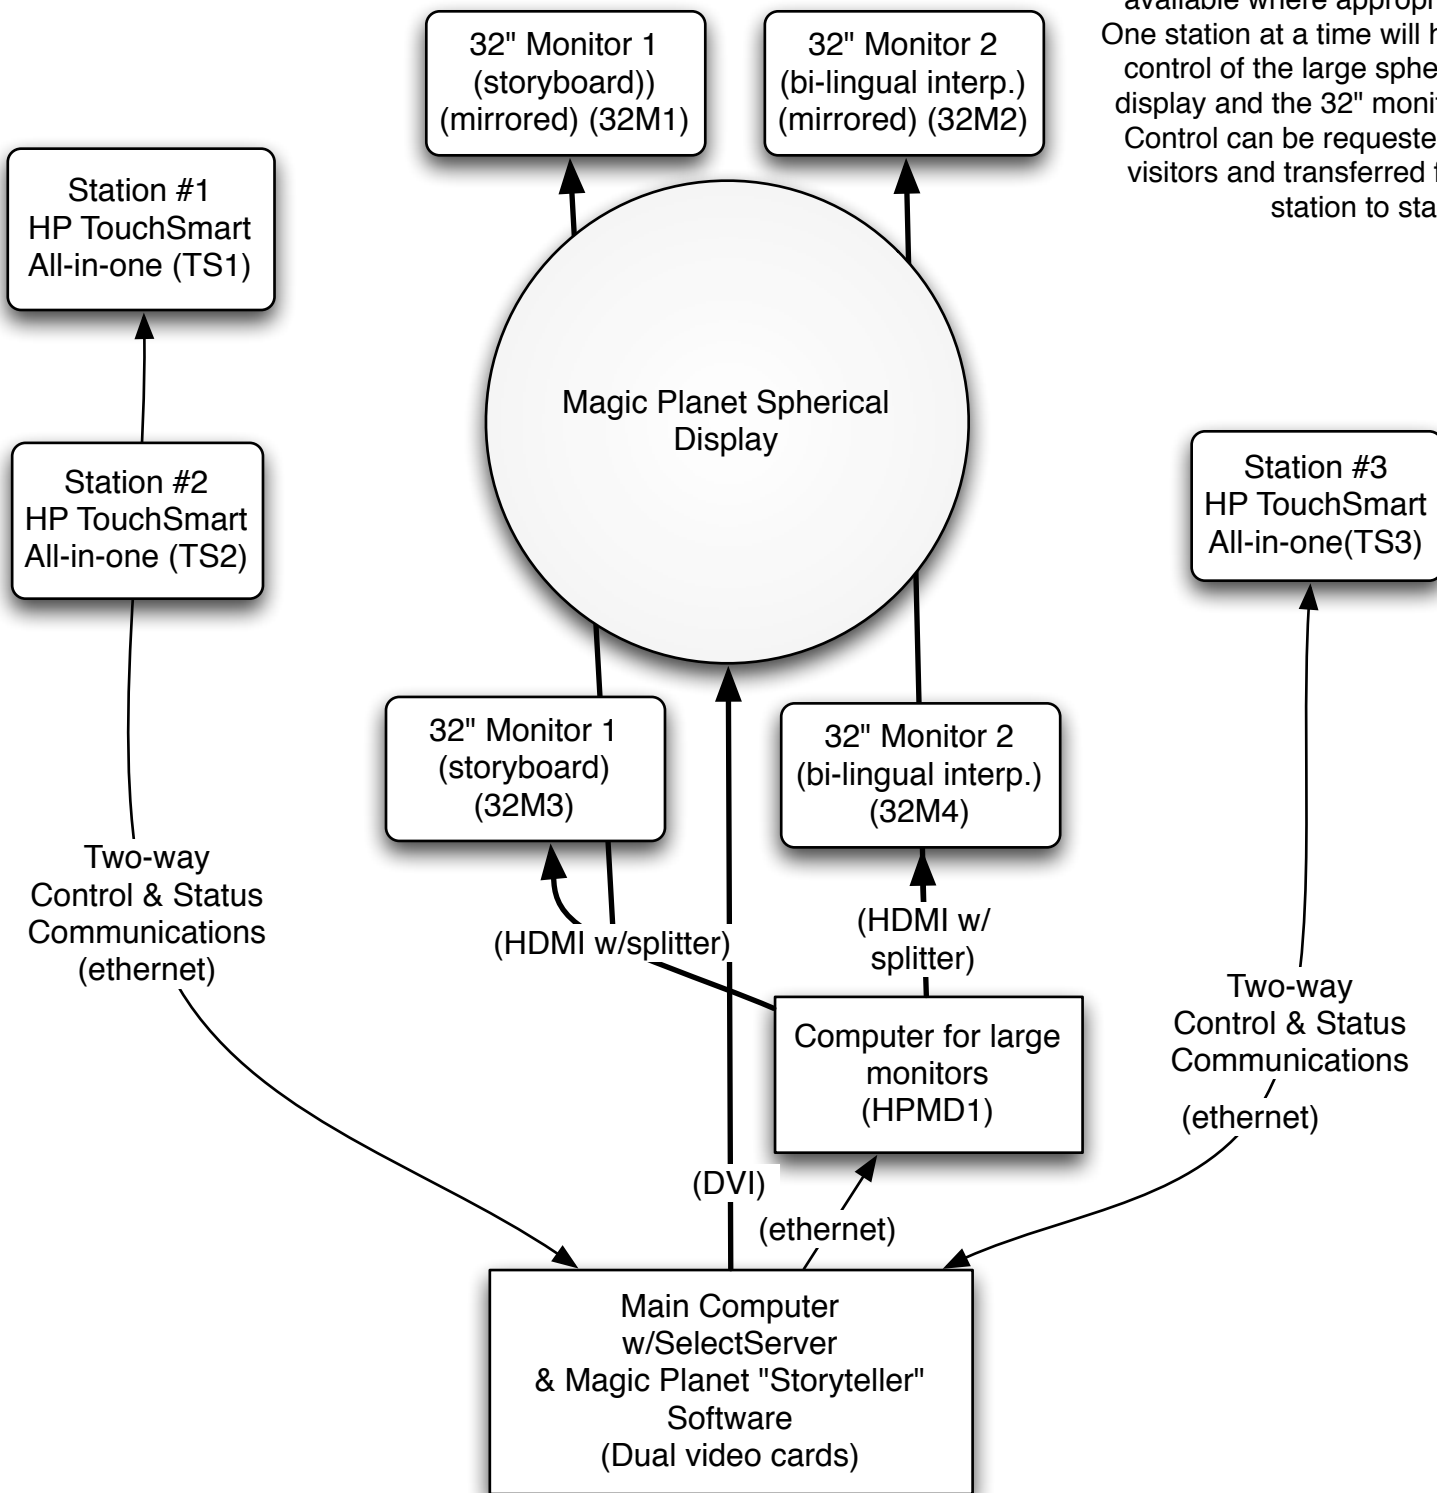 available where
One station at a time will
control of the large
display and the 32"
Control can be
visitors and transferred
station to
32" Monitor 1
(storyboard))
(mirrored) (32M1)
32" Monitor 2
(bi-lingual interp.)
(mirrored) (32M2)
Station #1
HP TouchSmart
All-in-one (TS1)
Magic Planet Spherical
Display
Station #2
HP TouchSmart
All-in-one (TS2)
Station #3
HP TouchSmart
All-in-one(TS3)
32" Monitor 1
(storyboard)
(32M3)
32" Monitor 2
(bi-lingual interp.)
(32M4)
Two-way
Control & Status
Communications
(ethernet)
(HDMI w/splitter)
(HDMI w/
splitter)
Two-way
Control & Status
Communications
(ethernet)
Computer for large
monitors
(HPMD1)
(DVI)
(ethernet)
Main Computer
w/SelectServer
& Magic Planet "Storyteller"
Software
(Dual video cards)